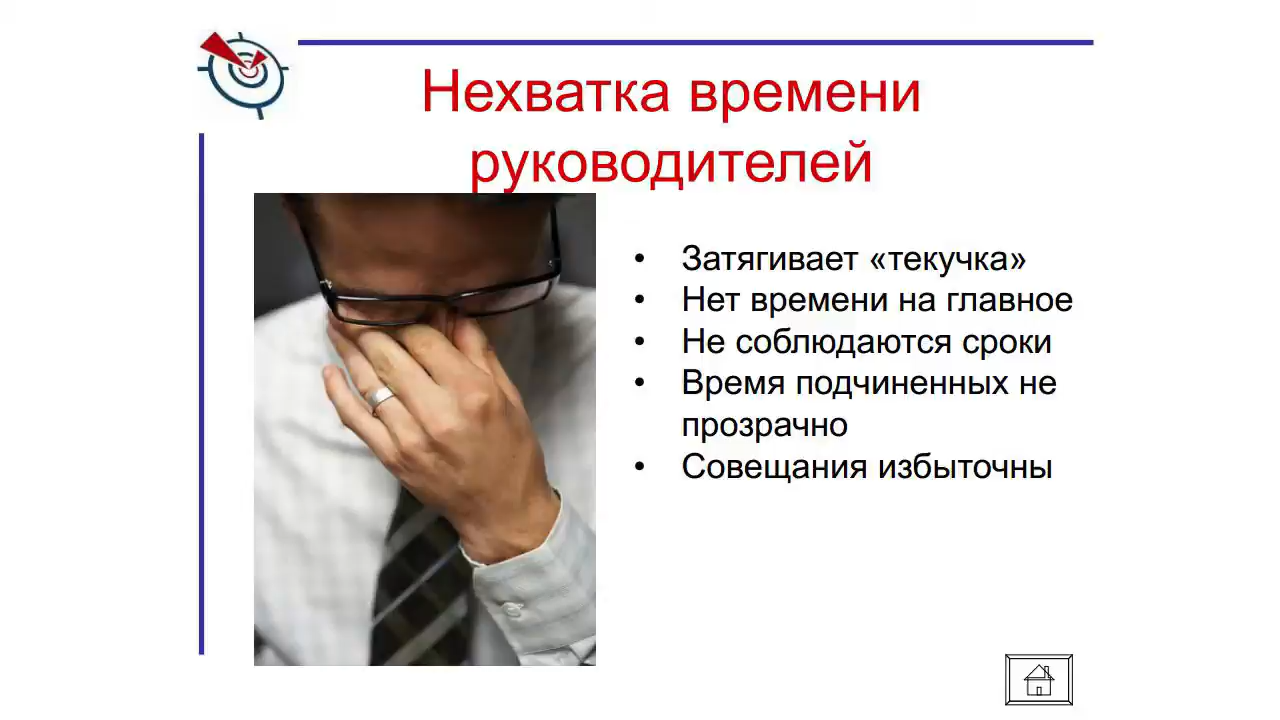 Нехватка времени
руководителей
• Затягивает «текучка»
• Нет времени на главное
• Не соблюдаются сроки
• Время подчиненных не
прозрачно
• Совещания избыточны